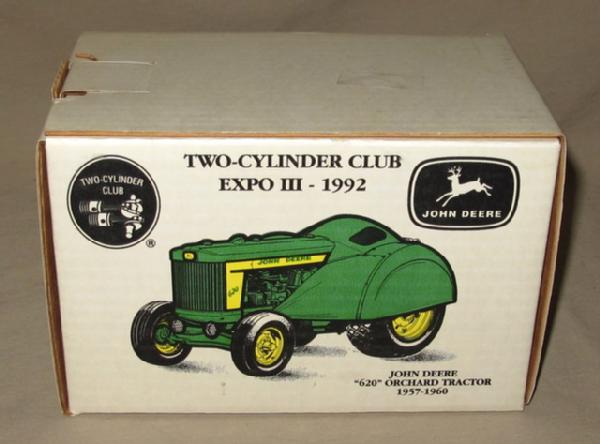 TWO-CYLINDER CLUB
EXPO III - 1992
TWO-CYLINDER
CLUB
®
JOHN DEERE
JOHN DEERE
620
JOHN DEERE
"620" ORCHARD TRACTOR
1957-1960